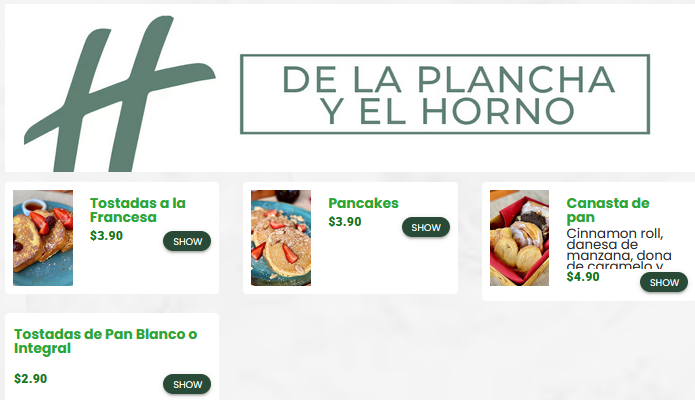 H
DE LA PLANCHA
Y EL HORNO
Tostadas a la
Francesa
$3.90
SHOW
Pancakes
$3.90
SHOW
Canasta de
pan
Cinnamon roll,
danesa de
manzana, dona
de caramelo y
$4.90
SHOW
Tostadas de Pan Blanco o
Integral
$2.90
SHOW